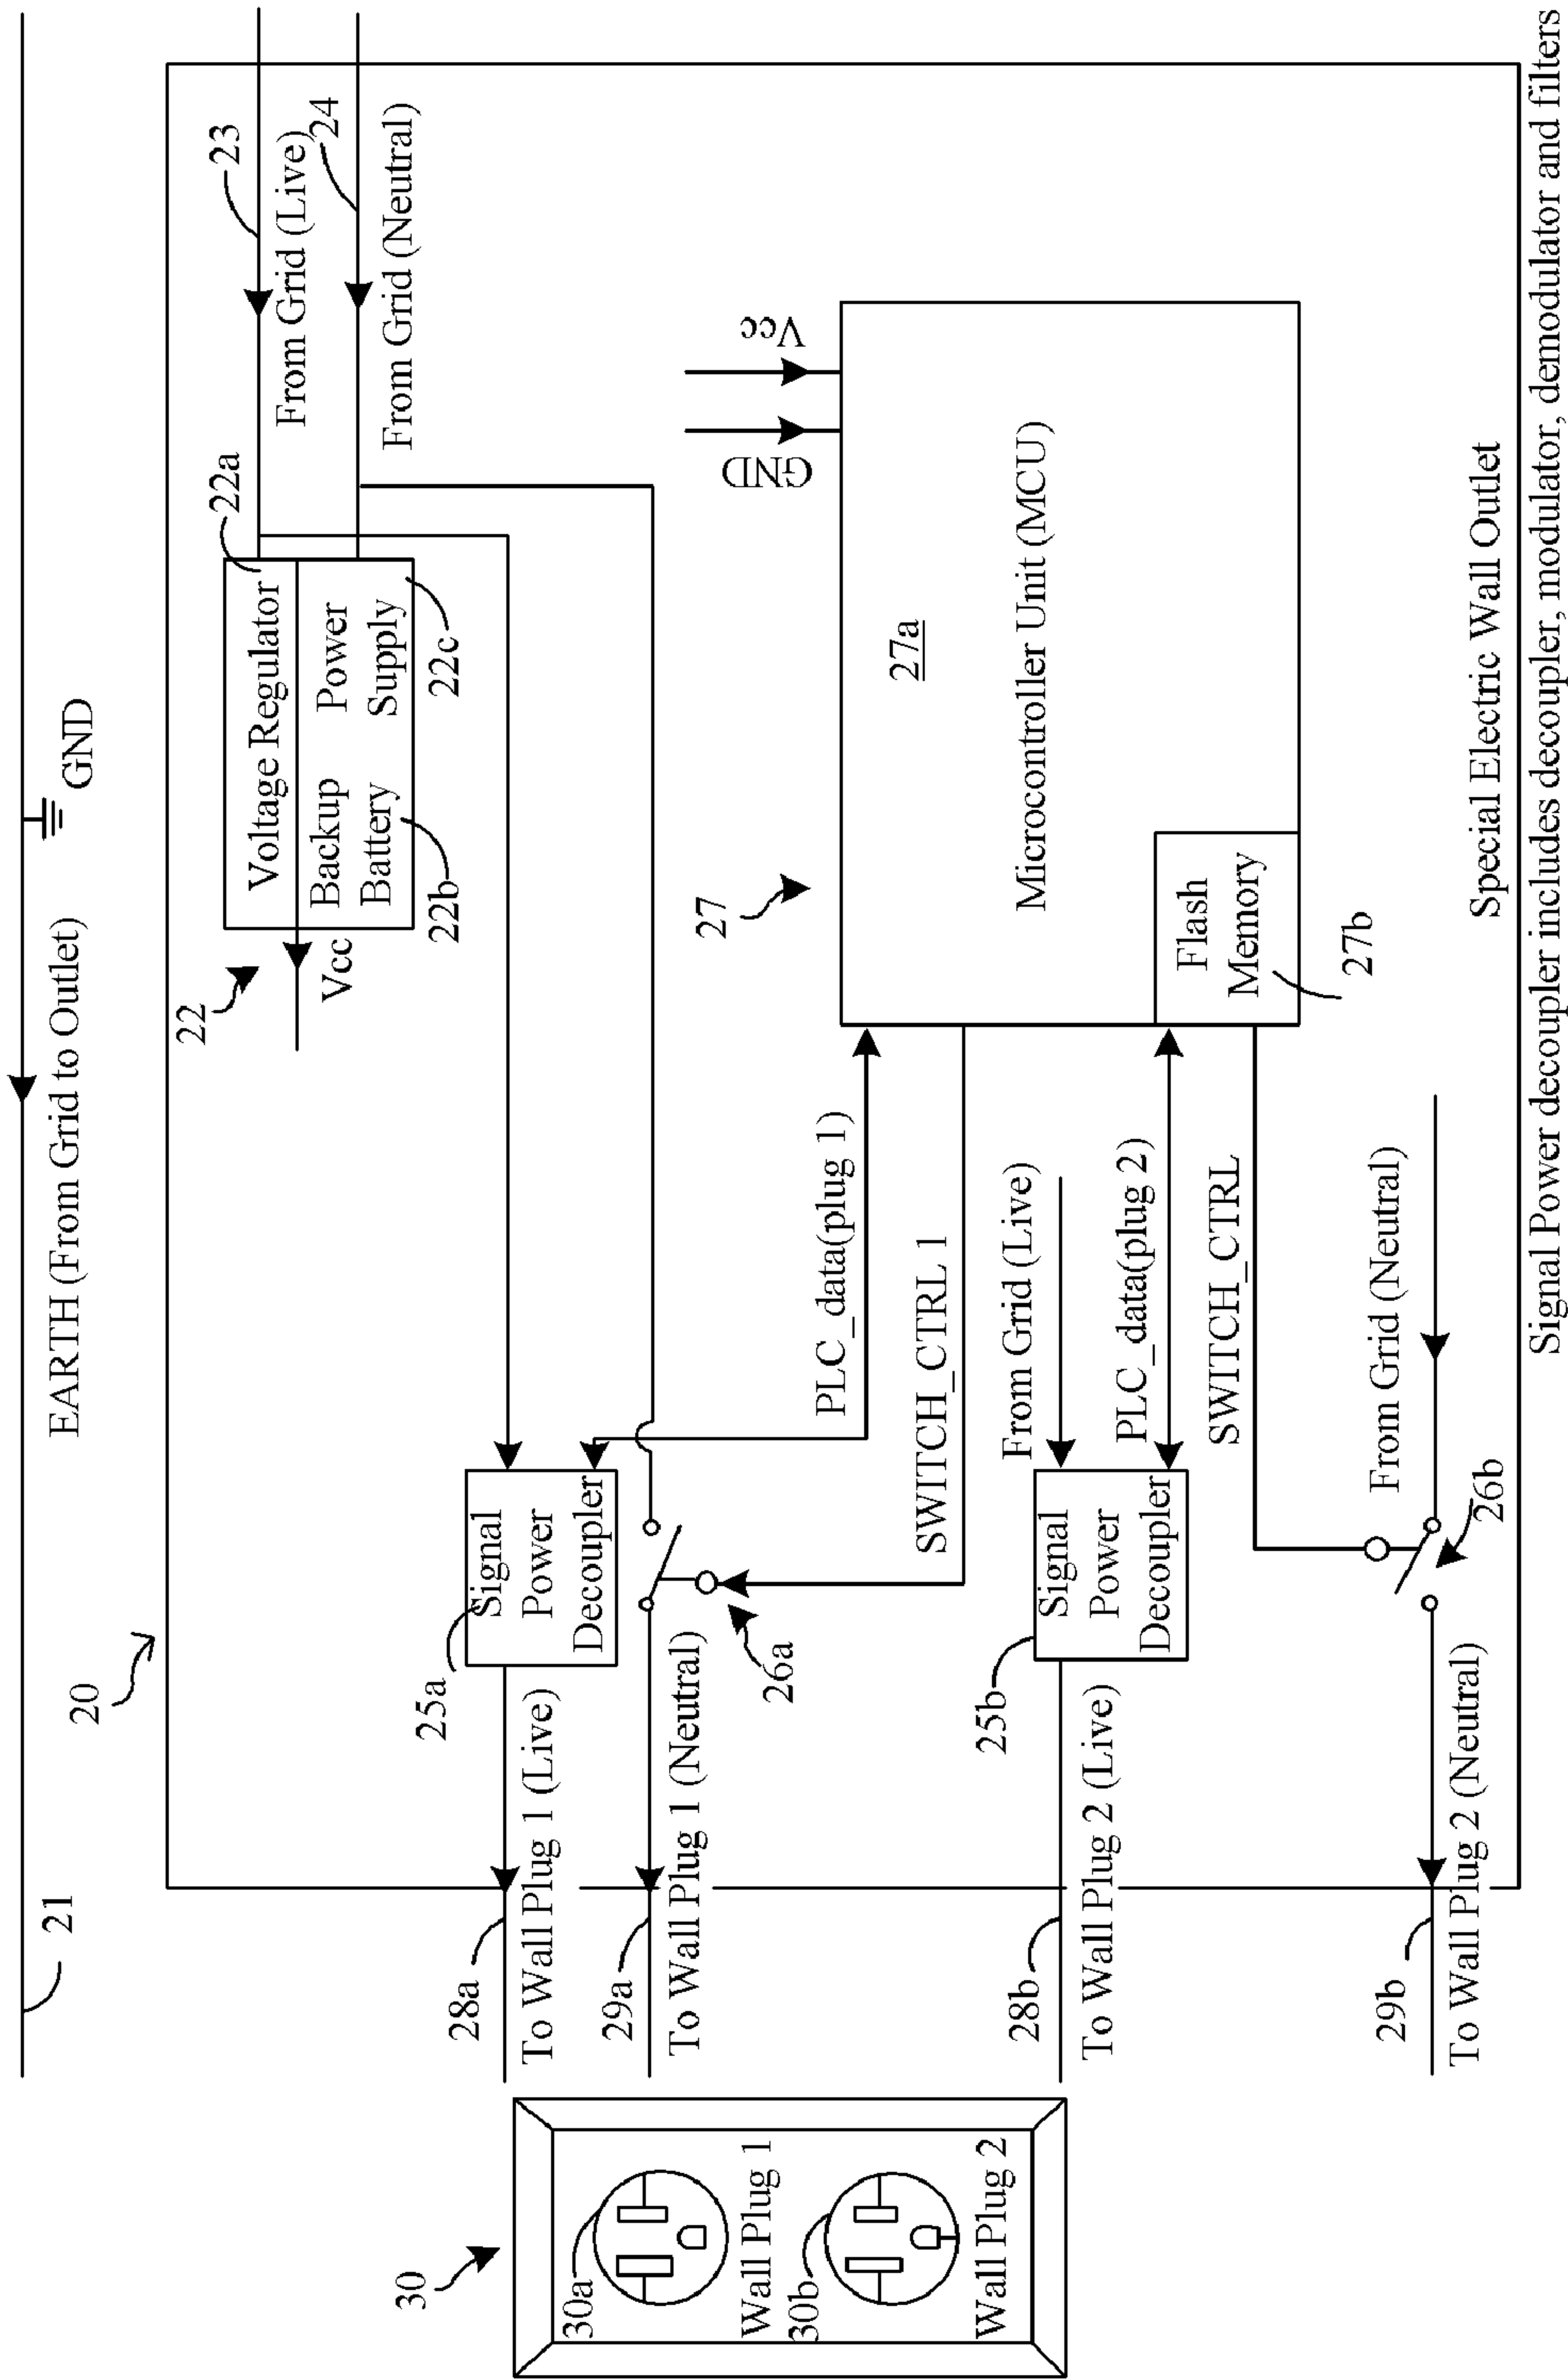 21
EARTH (From Grid to Outlet)
GND
20
22
Vcc
Voltage Regulator
22a
Backup
Battery
Power
Supply
22b
22c
23
From Grid (Live)
24
From Grid (Neutral)
28a
To Wall Plug 1 (Live)
25a
Signal
Power
Decoupler
29a
To Wall Plug 1 (Neutral)
26a
PLC_data(plug 1)
SWITCH_CTRL 1
27
GND
Vcc
27a
Microcontroller Unit (MCU)
Flash
Memory
27b
30
30a
Wall Plug 1
30b
Wall Plug 2
28b
To Wall Plug 2 (Live)
25b
Signal
Power
Decoupler
From Grid (Live)
PLC_data(plug 2)
SWITCH_CTRL
From Grid (Neutral)
26b
29b
To Wall Plug 2 (Neutral)
Special Electric Wall Outlet
Signal Power decoupler includes decoupler, modulator, demodulator and filters